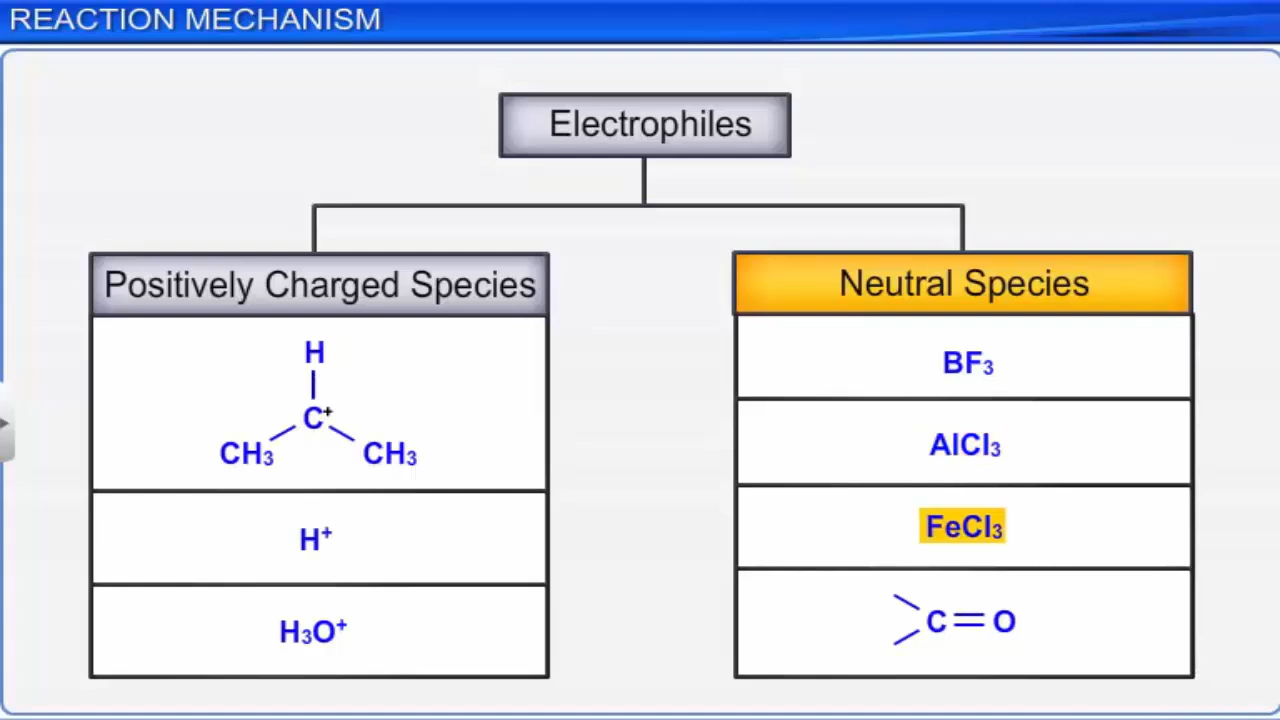 REACTION MECHANISM
Electrophiles
Positively Charged Species
H
C⁺
CH₃ CH₃
H⁺
H₃O⁺
Neutral Species
BF₃
AlCl₃
FeCl₃
C=O